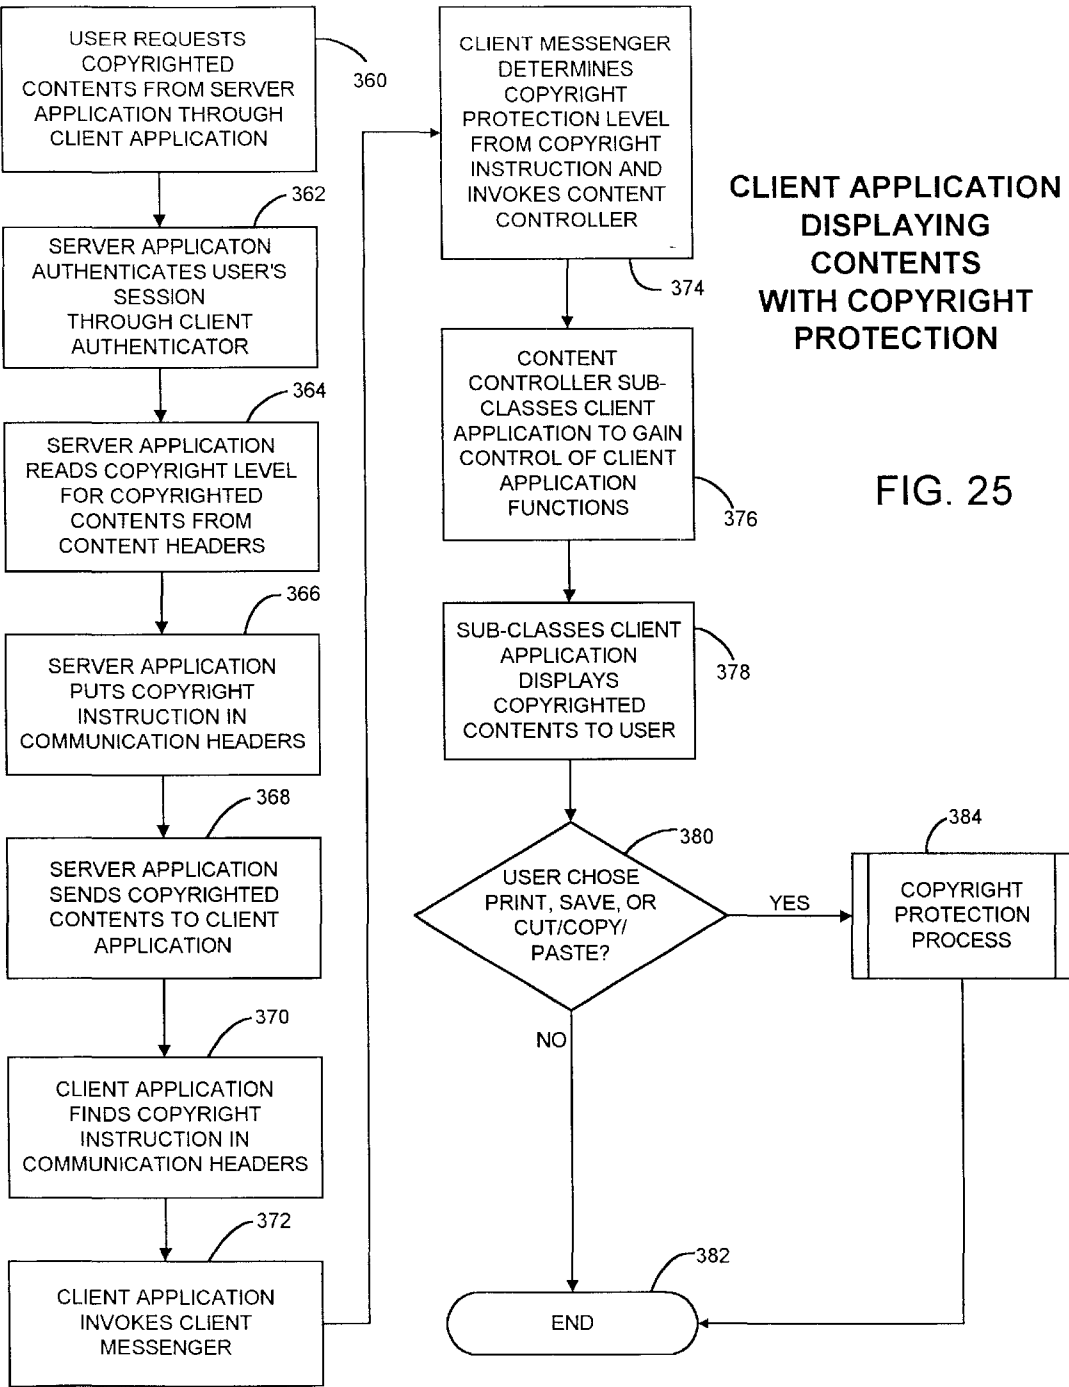 USER REQUESTS
COPYRIGHTED
CONTENTS FROM SERVER
APPLICATION THROUGH
CLIENT APPLICATION
360
362
SERVER APPLICATON
AUTHENTICATES USER'S
SESSION
THROUGH CLIENT
AUTHENTICATOR
364
SERVER APPLICATION
READS COPYRIGHT LEVEL
FOR COPYRIGHTED
CONTENTS FROM
CONTENT HEADERS
366
SERVER APPLICATION
PUTS COPYRIGHT
INSTRUCTION IN
COMMUNICATION HEADERS
368
SERVER APPLICATION
SENDS COPYRIGHTED
CONTENTS TO CLIENT
APPLICATION
370
CLIENT APPLICATION
FINDS COPYRIGHT
INSTRUCTION IN
COMMUNICATION HEADERS
372
CLIENT APPLICATION
INVOKES CLIENT
MESSENGER
CLIENT MESSENGER
DETERMINES
COPYRIGHT
PROTECTION LEVEL
FROM COPYRIGHT
INSTRUCTION AND
INVOKES CONTENT
CONTROLLER
374
CONTENT
CONTROLLER SUB-
CLASSES CLIENT
APPLICATION TO GAIN
CONTROL OF CLIENT
APPLICATION
FUNCTIONS
376
SUB-CLASSES CLIENT
APPLICATION
DISPLAYS
COPYRIGHTED
CONTENTS TO USER
378
380
USER CHOSE
PRINT, SAVE, OR
CUT/COPY/
PASTE?
YES
NO
384
COPYRIGHT
PROTECTION
PROCESS
382
END
CLIENT APPLICATION
DISPLAYING
CONTENTS
WITH COPYRIGHT
PROTECTION
FIG. 25